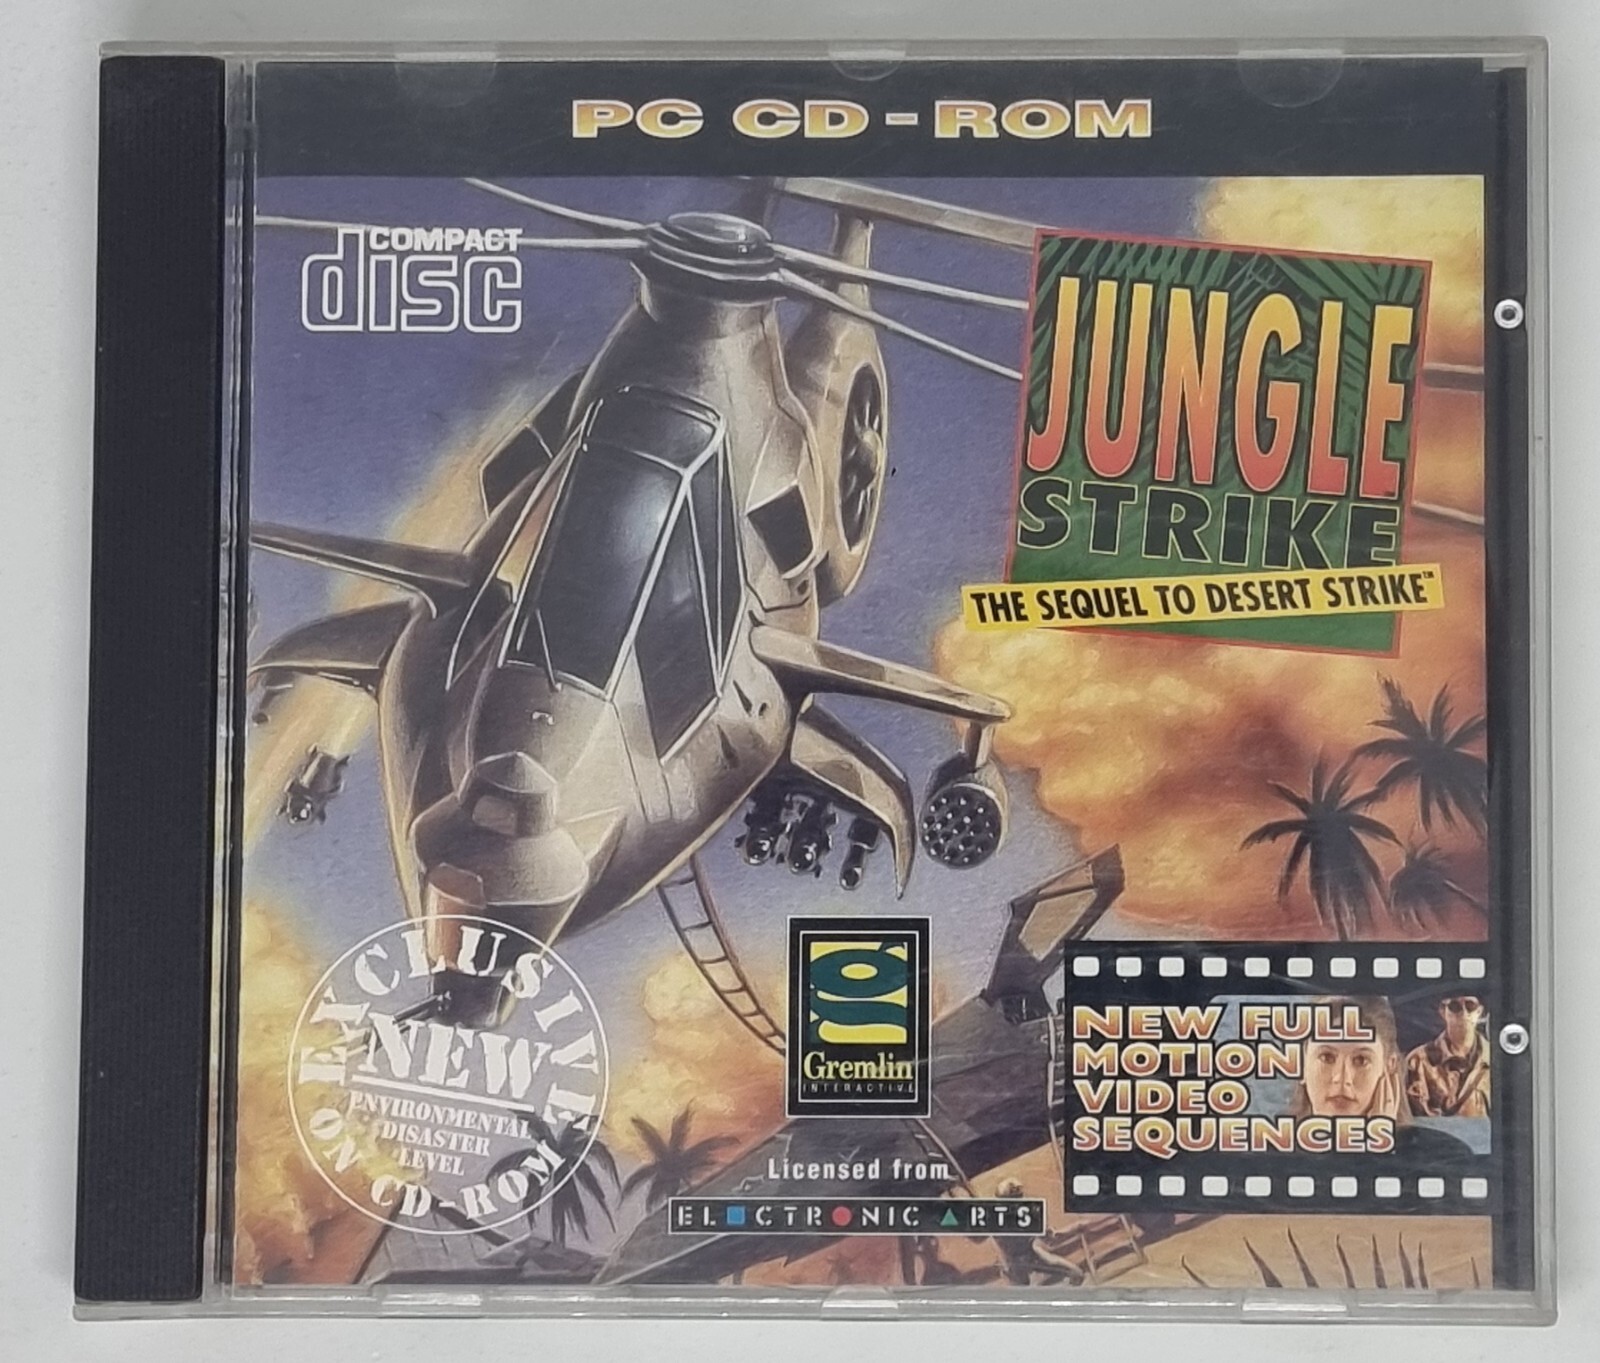 PC CD-ROM
COMPACT
disc
JUNGLE
STRIKE
THE SEQUEL TO DESERT STRIKE™
EXCLUSIVE
NEW
ENVIRONMENTAL
DISASTER
LEVEL
ON CD-ROM
Gremlin
INTERACTIVE
Licensed from
ELECTRONIC ARTS™
NEW FULL
MOTION
VIDEO
SEQUENCES